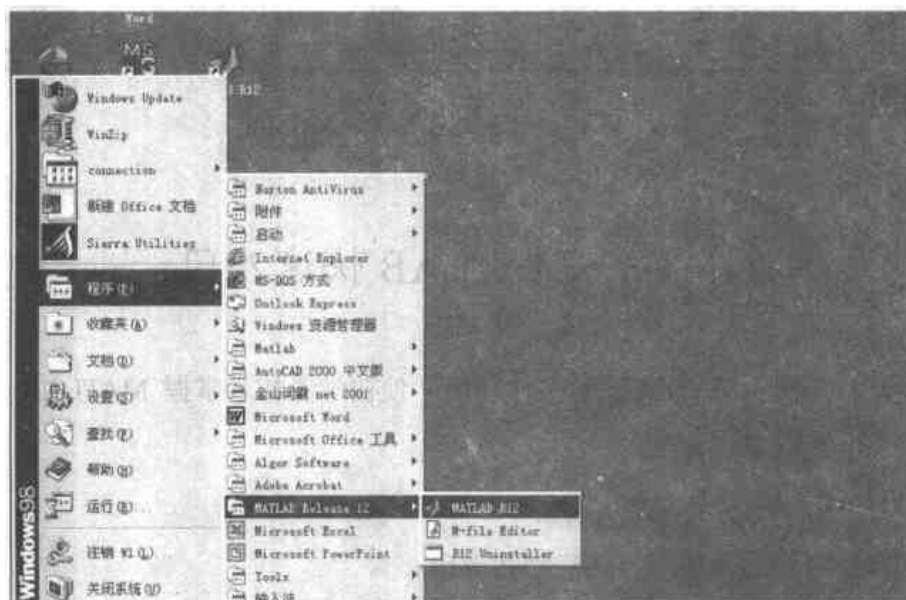 Word
R12
Windows Update
WinZip
connection
新建 Office 文档
Sierra Utilities
程序(P)
收藏夹(A)
文档(D)
设置(S)
查找(F)
帮助(H)
运行(R)...
注销 W1(L)...
关闭系统(U)...
Windows98
Norton AntiVirus
附件
启动
Internet Explorer
MS-DOS 方式
Outlook Express
Windows 资源管理器
Matlab
AutoCAD 2000 中文版
金山词霸 net 2001
Microsoft Word
Microsoft Office 工具
Algor Software
Adobe Acrobat
MATLAB Release 12
Microsoft Excel
Microsoft PowerPoint
Tools
输入法
MATLAB R12
M-file Editor
R12 Uninstaller